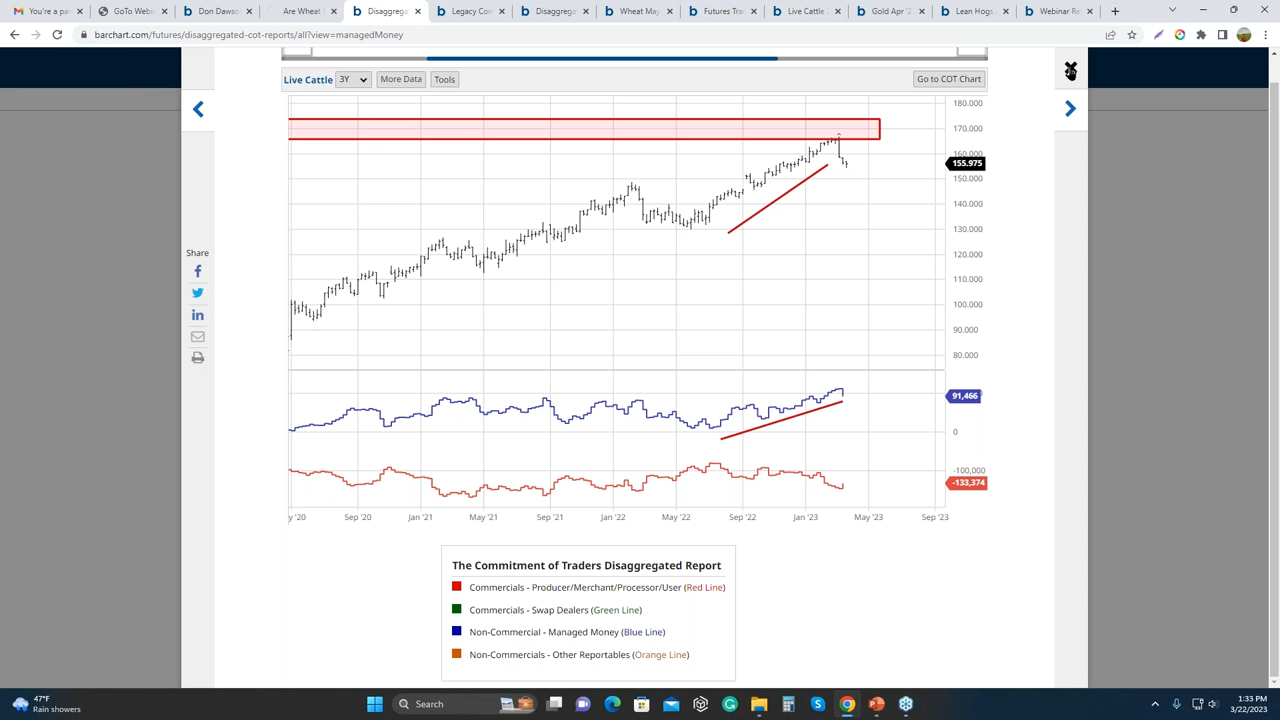 You're a pa
GoTo Webin
Don Dawso
Are Wheat L
Disaggrega
Legacy Com
Disaggrega
Wheat May
Futures Tra
Live Cattle
Gold Apr '2
Lean Hogs
Webinar Re
barchart.com/futures/disaggregated-cot-reports/all?view=managedMoney
Live Cattle
3Y
More Data
Tools
Go to COT Chart
180.000
170.000
160.000
155.975
150.000
140.000
130.000
120.000
110.000
100.000
90.000
80.000
Share
91,466
0
-100,000
-133,374
y '20
Sep '20
Jan '21
May '21
Sep '21
Jan '22
May '22
Sep '22
Jan '23
May '23
Sep '23
The Commitment of Traders Disaggregated Report
Commercials - Producer/Merchant/Processor/User (Red Line)
Commercials - Swap Dealers (Green Line)
Non-Commercial - Managed Money (Blue Line)
Non-Commercials - Other Reportables (Orange Line)
47°F
Rain showers
Search
1:33 PM
3/22/2023